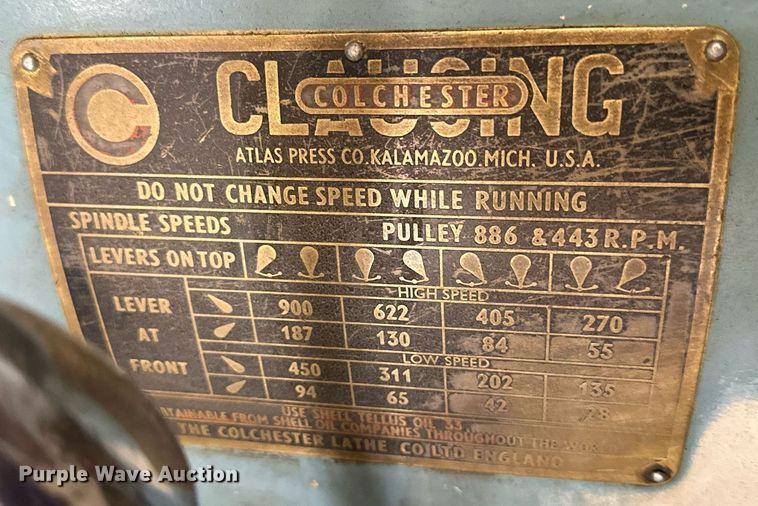 CLAUSING
COLCHESTER
ATLAS PRESS CO. KALAMAZOO. MICH. U.S.A.
DO NOT CHANGE SPEED WHILE RUNNING
SPINDLE SPEEDS PULLEY 886 & 443 R.P.M.
LEVERS ON TOP
HIGH SPEED
LEVER 900 622 405 270
AT 187 130 84 55
LOW SPEED
FRONT 450 311 202 135
94 65 42 28
USE SHELL TELLUS OIL 33
OBTAINABLE FROM SHELL OIL COMPANIES THROUGHOUT THE WORLD
THE COLCHESTER LATHE CO LTD ENGLAND
Purple Wave Auction